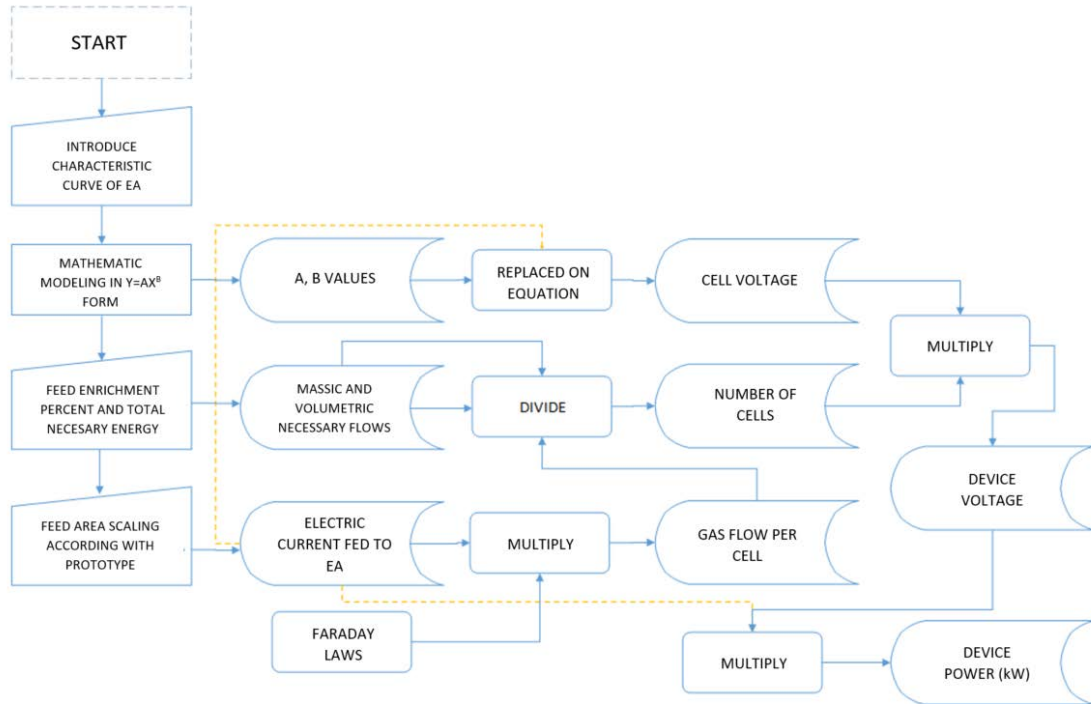 START
INTRODUCE
CHARACTERISTIC
CURVE OF EA
MATHEMATIC
MODELING IN Y=AXᴮ
FORM
A, B VALUES
REPLACED ON
EQUATION
CELL VOLTAGE
MULTIPLY
FEED ENRICHMENT
PERCENT AND TOTAL
NECESARY ENERGY
MASSIC AND
VOLUMETRIC
NECESSARY FLOWS
DIVIDE
NUMBER OF
CELLS
DEVICE
VOLTAGE
FEED AREA SCALING
ACCORDING WITH
PROTOTYPE
ELECTRIC
CURRENT FED TO
EA
MULTIPLY
GAS FLOW PER
CELL
FARADAY
LAWS
MULTIPLY
DEVICE
POWER (kW)